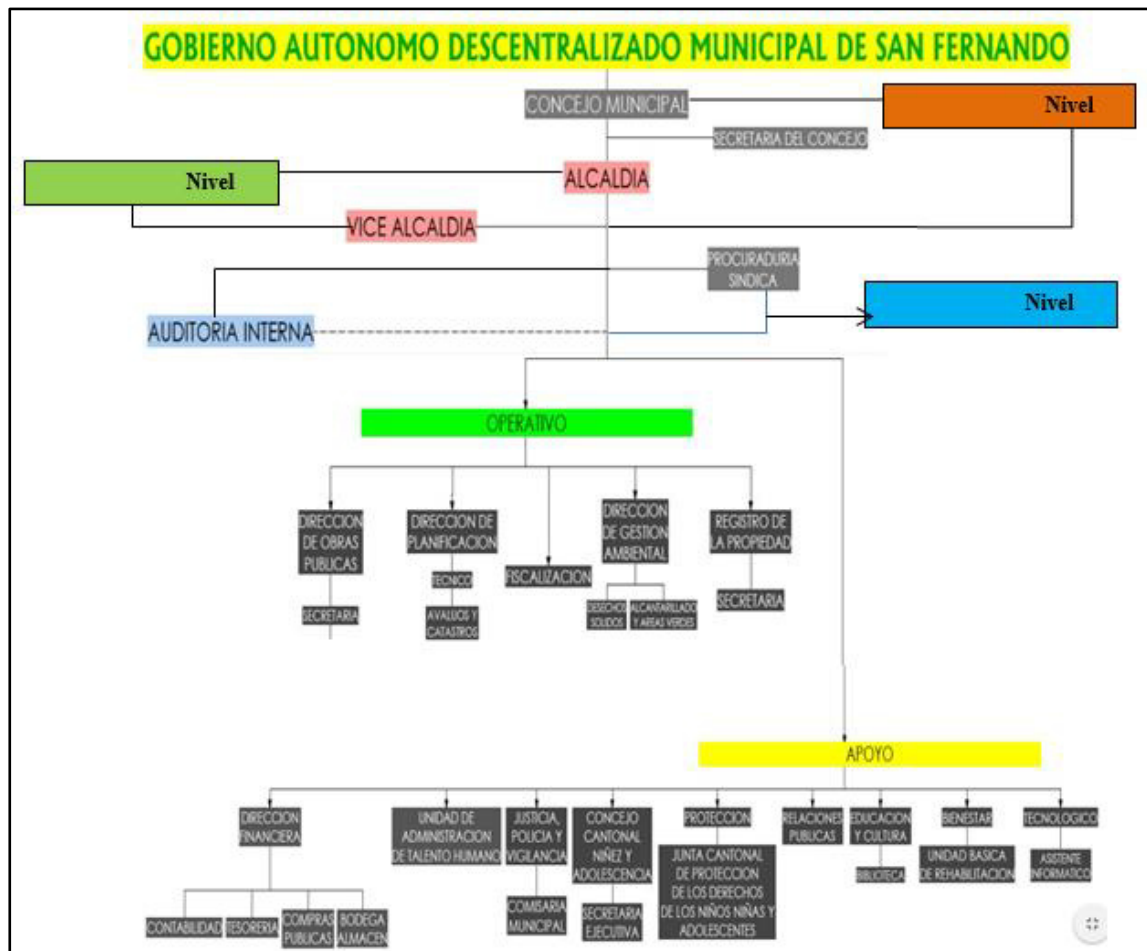 GOBIERNO AUTONOMO DESCENTRALIZADO MUNICIPAL DE SAN FERNANDO
CONCEJO MUNICIPAL
Nivel
SECRETARIA DEL CONCEJO
Nivel
ALCALDIA
VICE ALCALDIA
PROCURADURIA
SINDICA
Nivel
AUDITORIA INTERNA
OPERATIVO
DIRECCION
DE OBRAS
PUBLICAS
SECRETARIA
DIRECCION DE
PLANIFICACION
TECNICO
AVALUOS Y
CATASTROS
FISCALIZACION
DIRECCION
DE GESTION
AMBIENTAL
DESECHOS
SOLIDOS
ALCANTARILLADO
Y AREAS VERDES
REGISTRO DE
LA PROPIEDAD
SECRETARIA
APOYO
DIRECCION
FINANCIERA
CONTABILIDAD
TESORERIA
COMPRAS
PUBLICAS
BODEGA
ALMACEN
UNIDAD DE
ADMINISTRACION
DE TALENTO HUMANO
JUSTICIA,
POLICIA Y
VIGILANCIA
COMISARIA
MUNICIPAL
CONCEJO
CANTONAL
NIÑEZ Y
ADOLESCENCIA
SECRETARIA
EJECUTIVA
PROTECCION
JUNTA CANTONAL
DE PROTECCION
DE LOS DERECHOS
DE LOS NIÑOS NIÑAS Y
ADOLESCENTES
RELACIONES
PUBLICAS
EDUCACION
Y CULTURA
BIBLIOTECA
BIENESTAR
UNIDAD BASICA
DE REHABILITACION
TECNOLOGICO
ASISTENTE
INFORMATICO